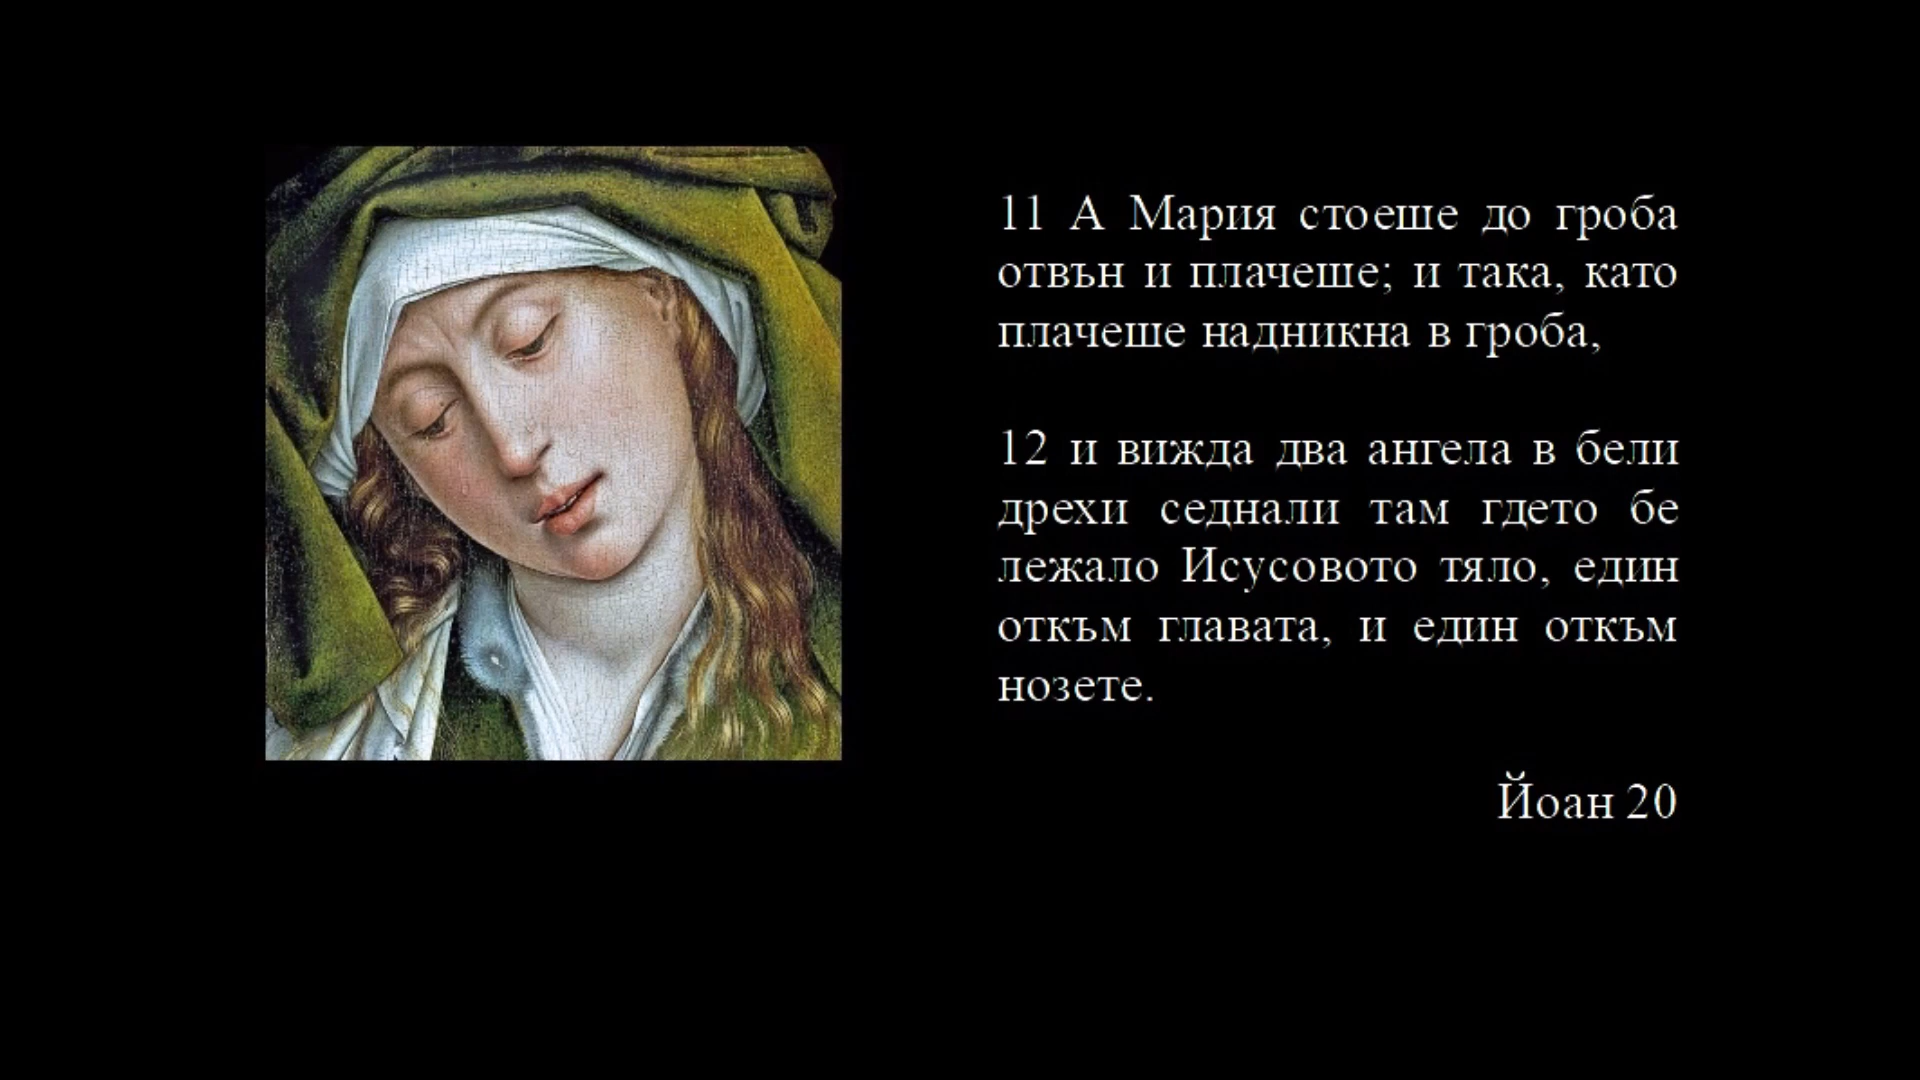 11 А Мария стоеше до гроба
отвън и плачеше; и така, като
плачеше надникна в гроба,
12 и вижда два ангела в бели
дрехи седнали там гдето бе
лежало Исусовото тяло, един
откъм главата, и един откъм
нозете.
Йоан 20